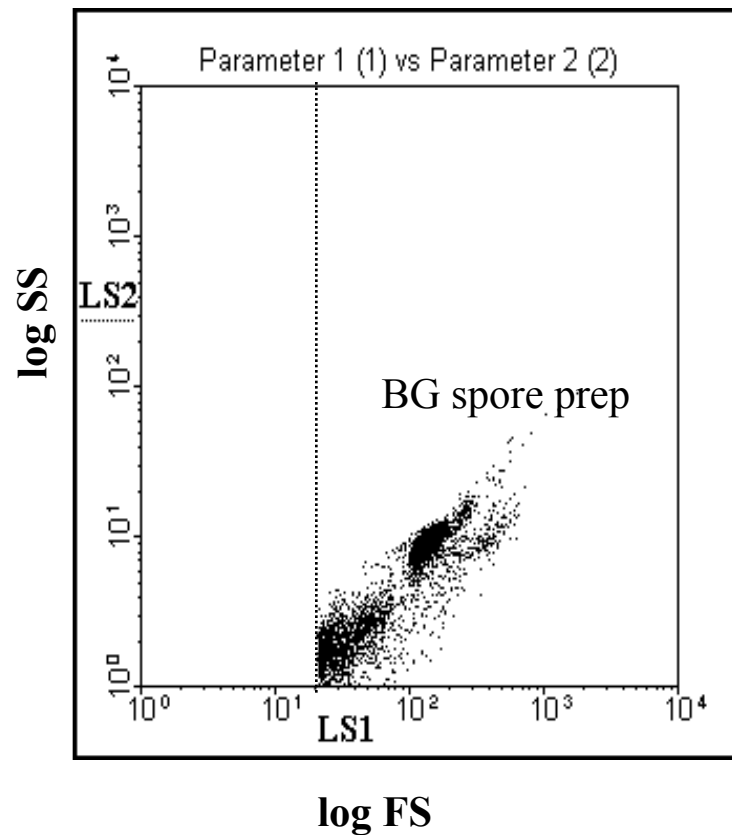 Parameter 1 (1) vs Parameter 2 (2)
10⁴
10³
LS2
log SS
10²
BG spore prep
10¹
10⁰
10⁰ 10¹ 10² 10³ 10⁴
LS1
log FS